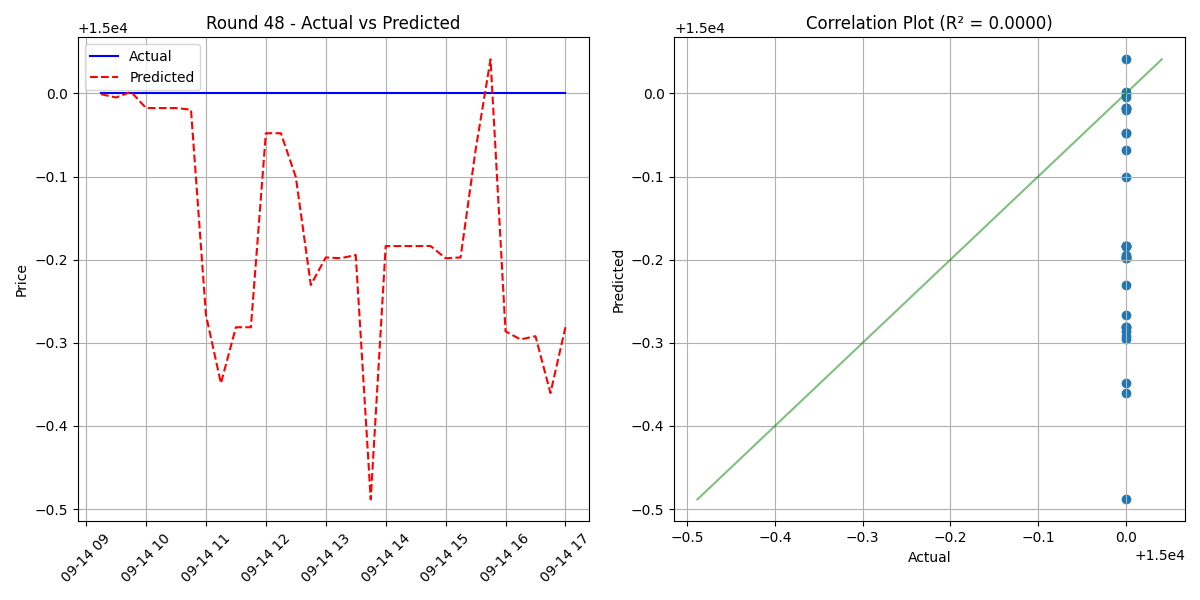 Round 48 - Actual vs Predicted
+1.5e4
Actual
Predicted
0.0
−0.1
−0.2
−0.3
−0.4
−0.5
Price
09-14 09
09-14 10
09-14 11
09-14 12
09-14 13
09-14 14
09-14 15
09-14 16
09-14 17
Correlation Plot (R² = 0.0000)
+1.5e4
0.0
−0.1
−0.2
−0.3
−0.4
−0.5
Predicted
−0.5
−0.4
−0.3
−0.2
−0.1
0.0
+1.5e4
Actual